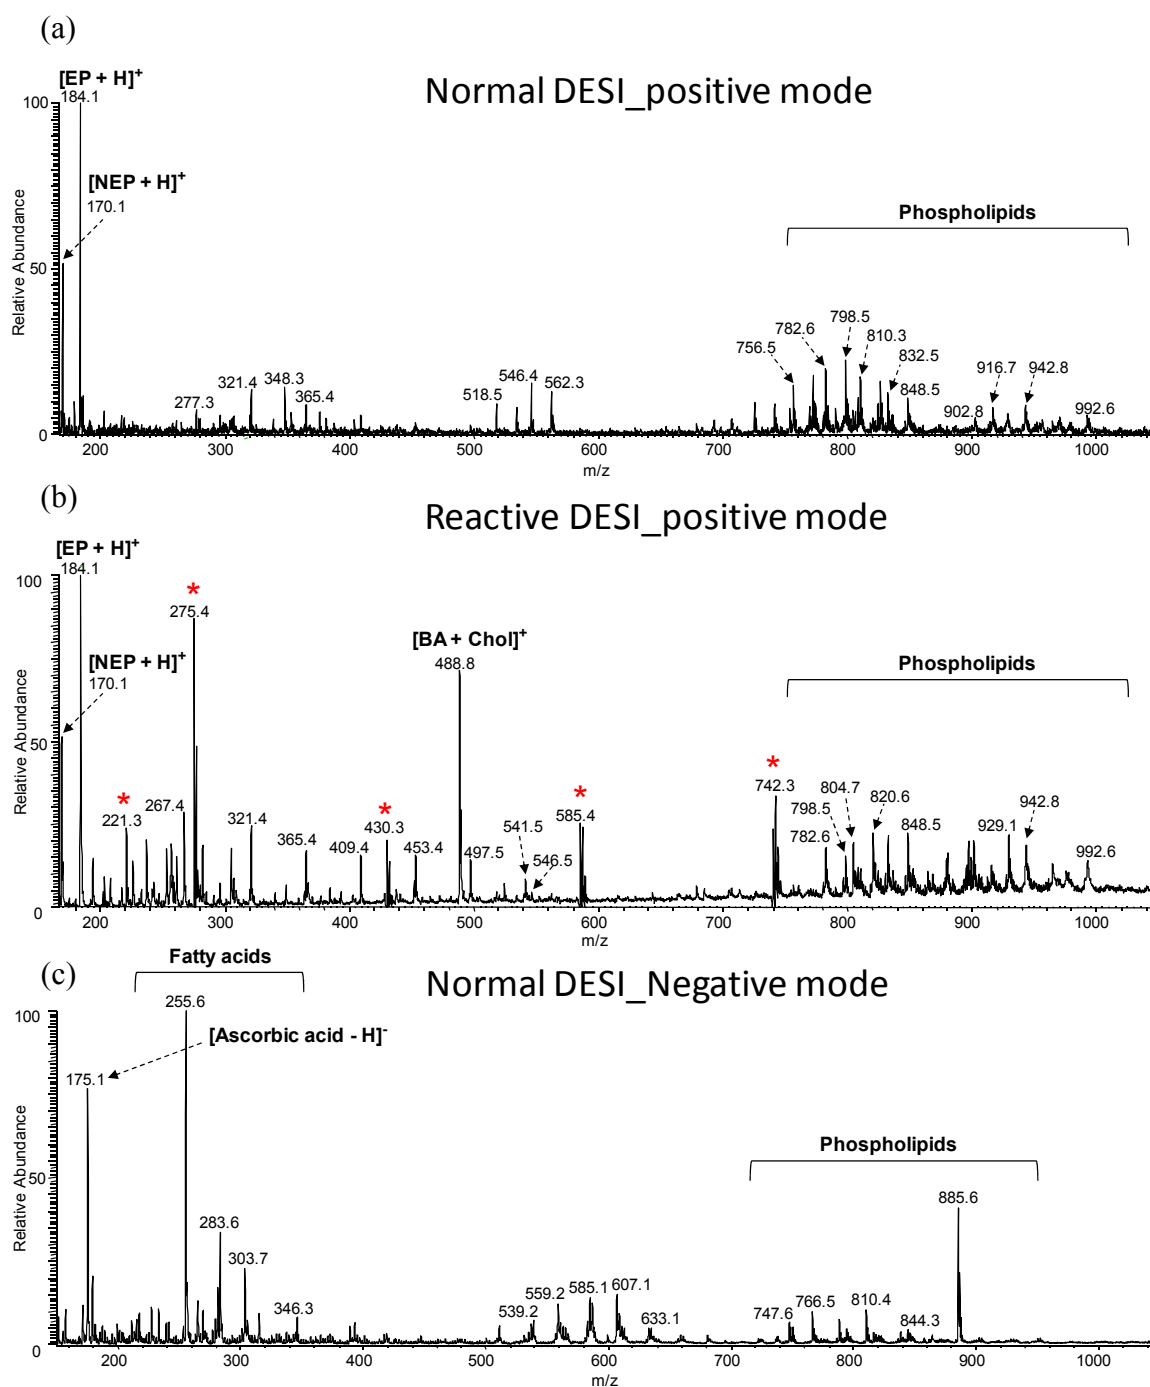 (a)
[EP + H]+
184.1
Normal DESI_positive mode
100
[NEP + H]+
170.1
Phospholipids
50
Relative Abundance
798.5
782.6
810.3
756.5
832.5
321.4
348.3
546.4
562.3
916.7
942.8
277.3
365.4
518.5
848.5
902.8
992.6
0
200 300 400 500 600 700 800 900 1000
m/z
(b)
Reactive DESI_positive mode
[EP + H]+
184.1
100
*
275.4
[BA + Chol]+
488.8
[NEP + H]+
170.1
Phospholipids
50
Relative Abundance
*
742.3
*
221.3
267.4
321.4
*
430.3
*
585.4
541.5
798.5
804.7
820.6
365.4
409.4
453.4
497.5
546.5
782.6
848.5
929.1
942.8
992.6
0
200 300 400 500 600 700 800 900 1000
m/z
(c)
Fatty acids
Normal DESI_Negative mode
255.6
100
[Ascorbic acid - H]-
175.1
Phospholipids
50
Relative Abundance
885.6
283.6
303.7
346.3
539.2
559.2
585.1
607.1
633.1
747.6
766.5
810.4
844.3
0
200 300 400 500 600 700 800 900 1000
m/z